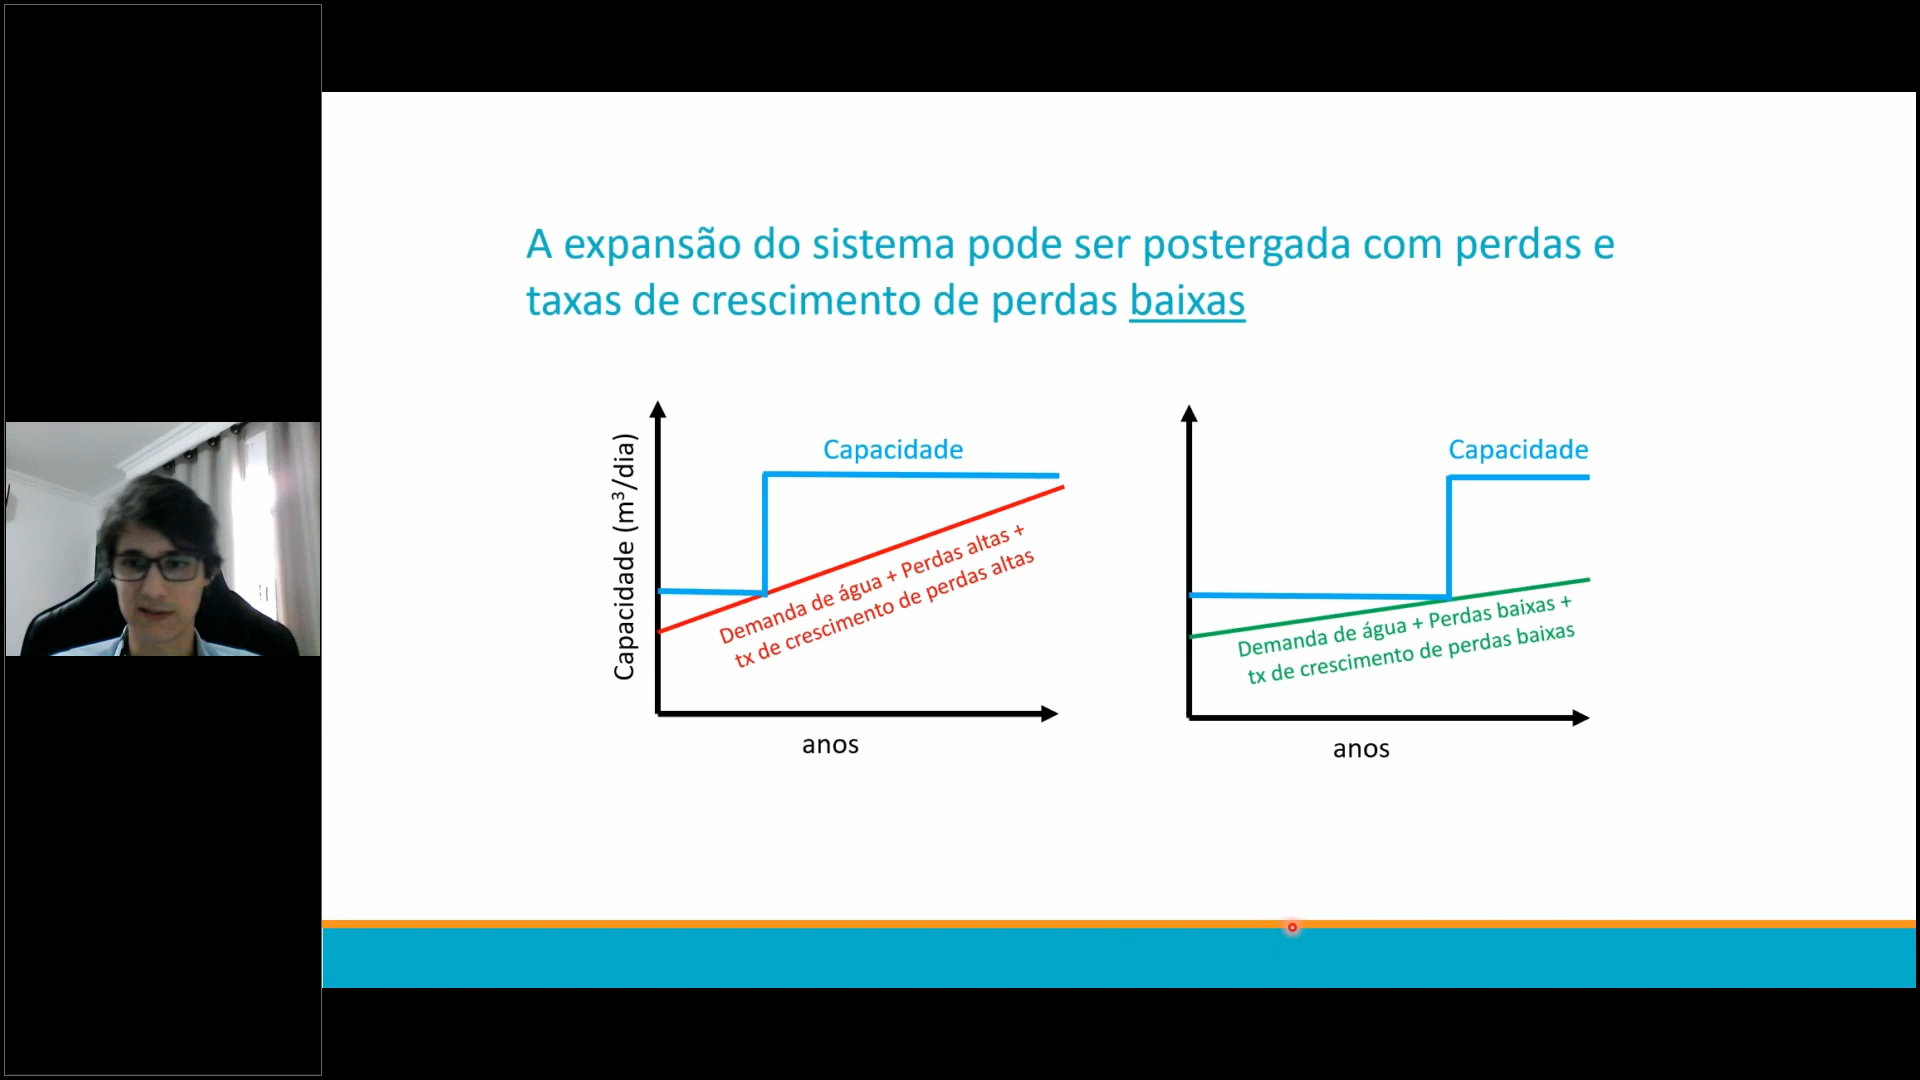 A expansão do sistema pode ser postergada com perdas e
taxas de crescimento de perdas baixas
Capacidade (m³/dia)
Capacidade
Demanda de água + Perdas altas +
tx de crescimento de perdas altas
anos
Capacidade
Demanda de água + Perdas baixas +
tx de crescimento de perdas baixas
anos